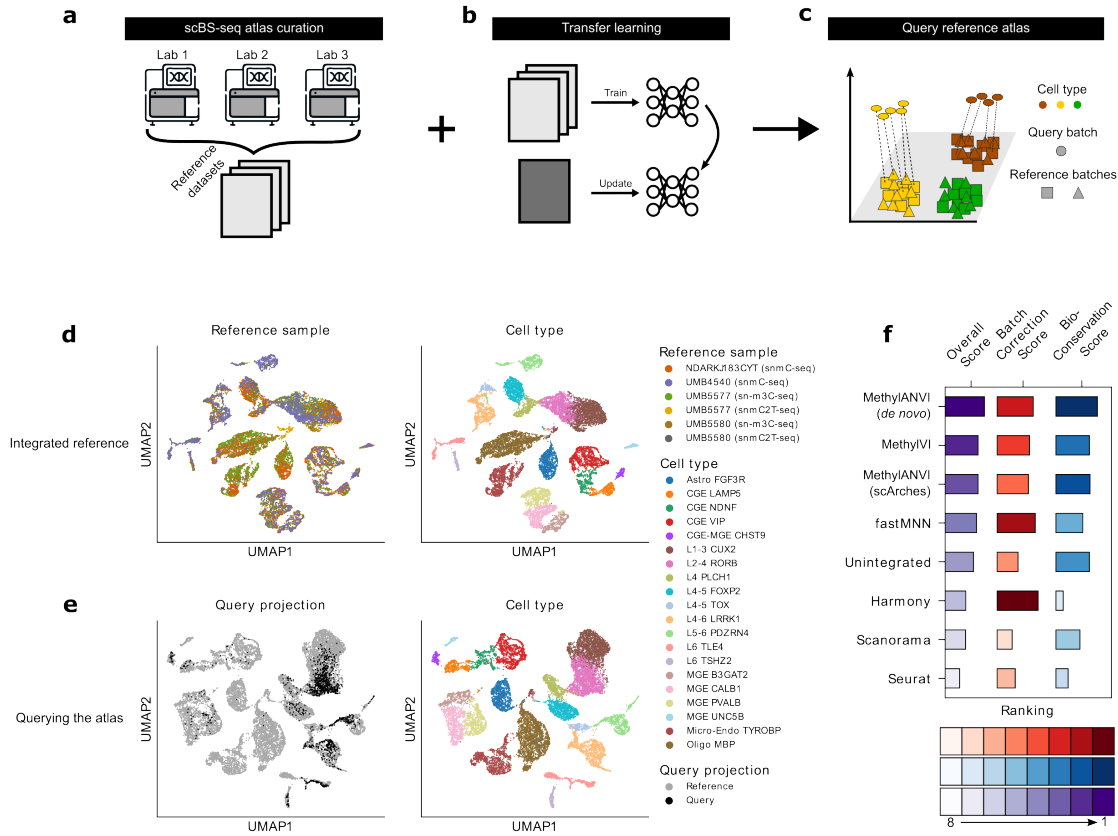 a
scBS-seq atlas curation
Lab 1
Lab 2
Lab 3
Reference
datasets
b
Transfer learning
Train
Update
c
Query reference atlas
Cell type
Query batch
Reference batches
d
Integrated reference
Reference sample
UMAP2
UMAP1
Cell type
UMAP2
UMAP1
Reference sample
NDARKJ183CYT (snmC-seq)
UMB4540 (snmC-seq)
UMB5577 (sn-m3C-seq)
UMB5577 (snmC2T-seq)
UMB5580 (sn-m3C-seq)
UMB5580 (snmC2T-seq)
Cell type
Astro FGF3R
CGE LAMP5
CGE NDNF
CGE VIP
CGE-MGE CHST9
L1-3 CUX2
L2-4 RORB
L4 PLCH1
L4-5 FOXP2
L4-5 TOX
L4-6 LRRK1
L5-6 PDZRN4
L6 TLE4
L6 TSHZ2
MGE B3GAT2
MGE CALB1
MGE PVALB
MGE UNC5B
Micro-Endo TYROBP
Oligo MBP
Query projection
Reference
Query
e
Querying the atlas
Query projection
UMAP2
UMAP1
Cell type
UMAP2
UMAP1
f
Overall
Score
Batch
Correction
Score
Bio-
Conservation
Score
MethylANVI
(de novo)
MethylVI
MethylANVI
(scArches)
fastMNN
Unintegrated
Harmony
Scanorama
Seurat
Ranking
8
1